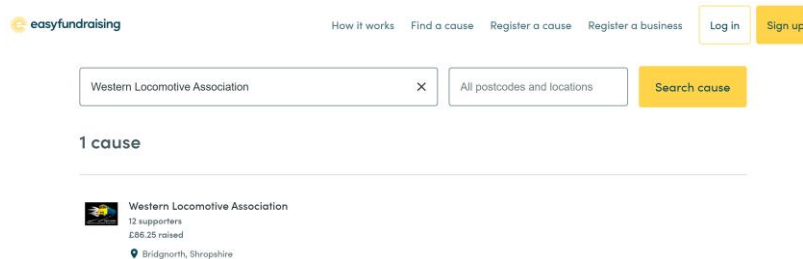 easyfundraising
How it works Find a cause Register a cause Register a business Log in Sign up
Western Locomotive Association
All postcodes and locations
Search cause
1 cause
Western Locomotive Association
12 supporters
£86.25 raised
Bridgnorth, Shropshire